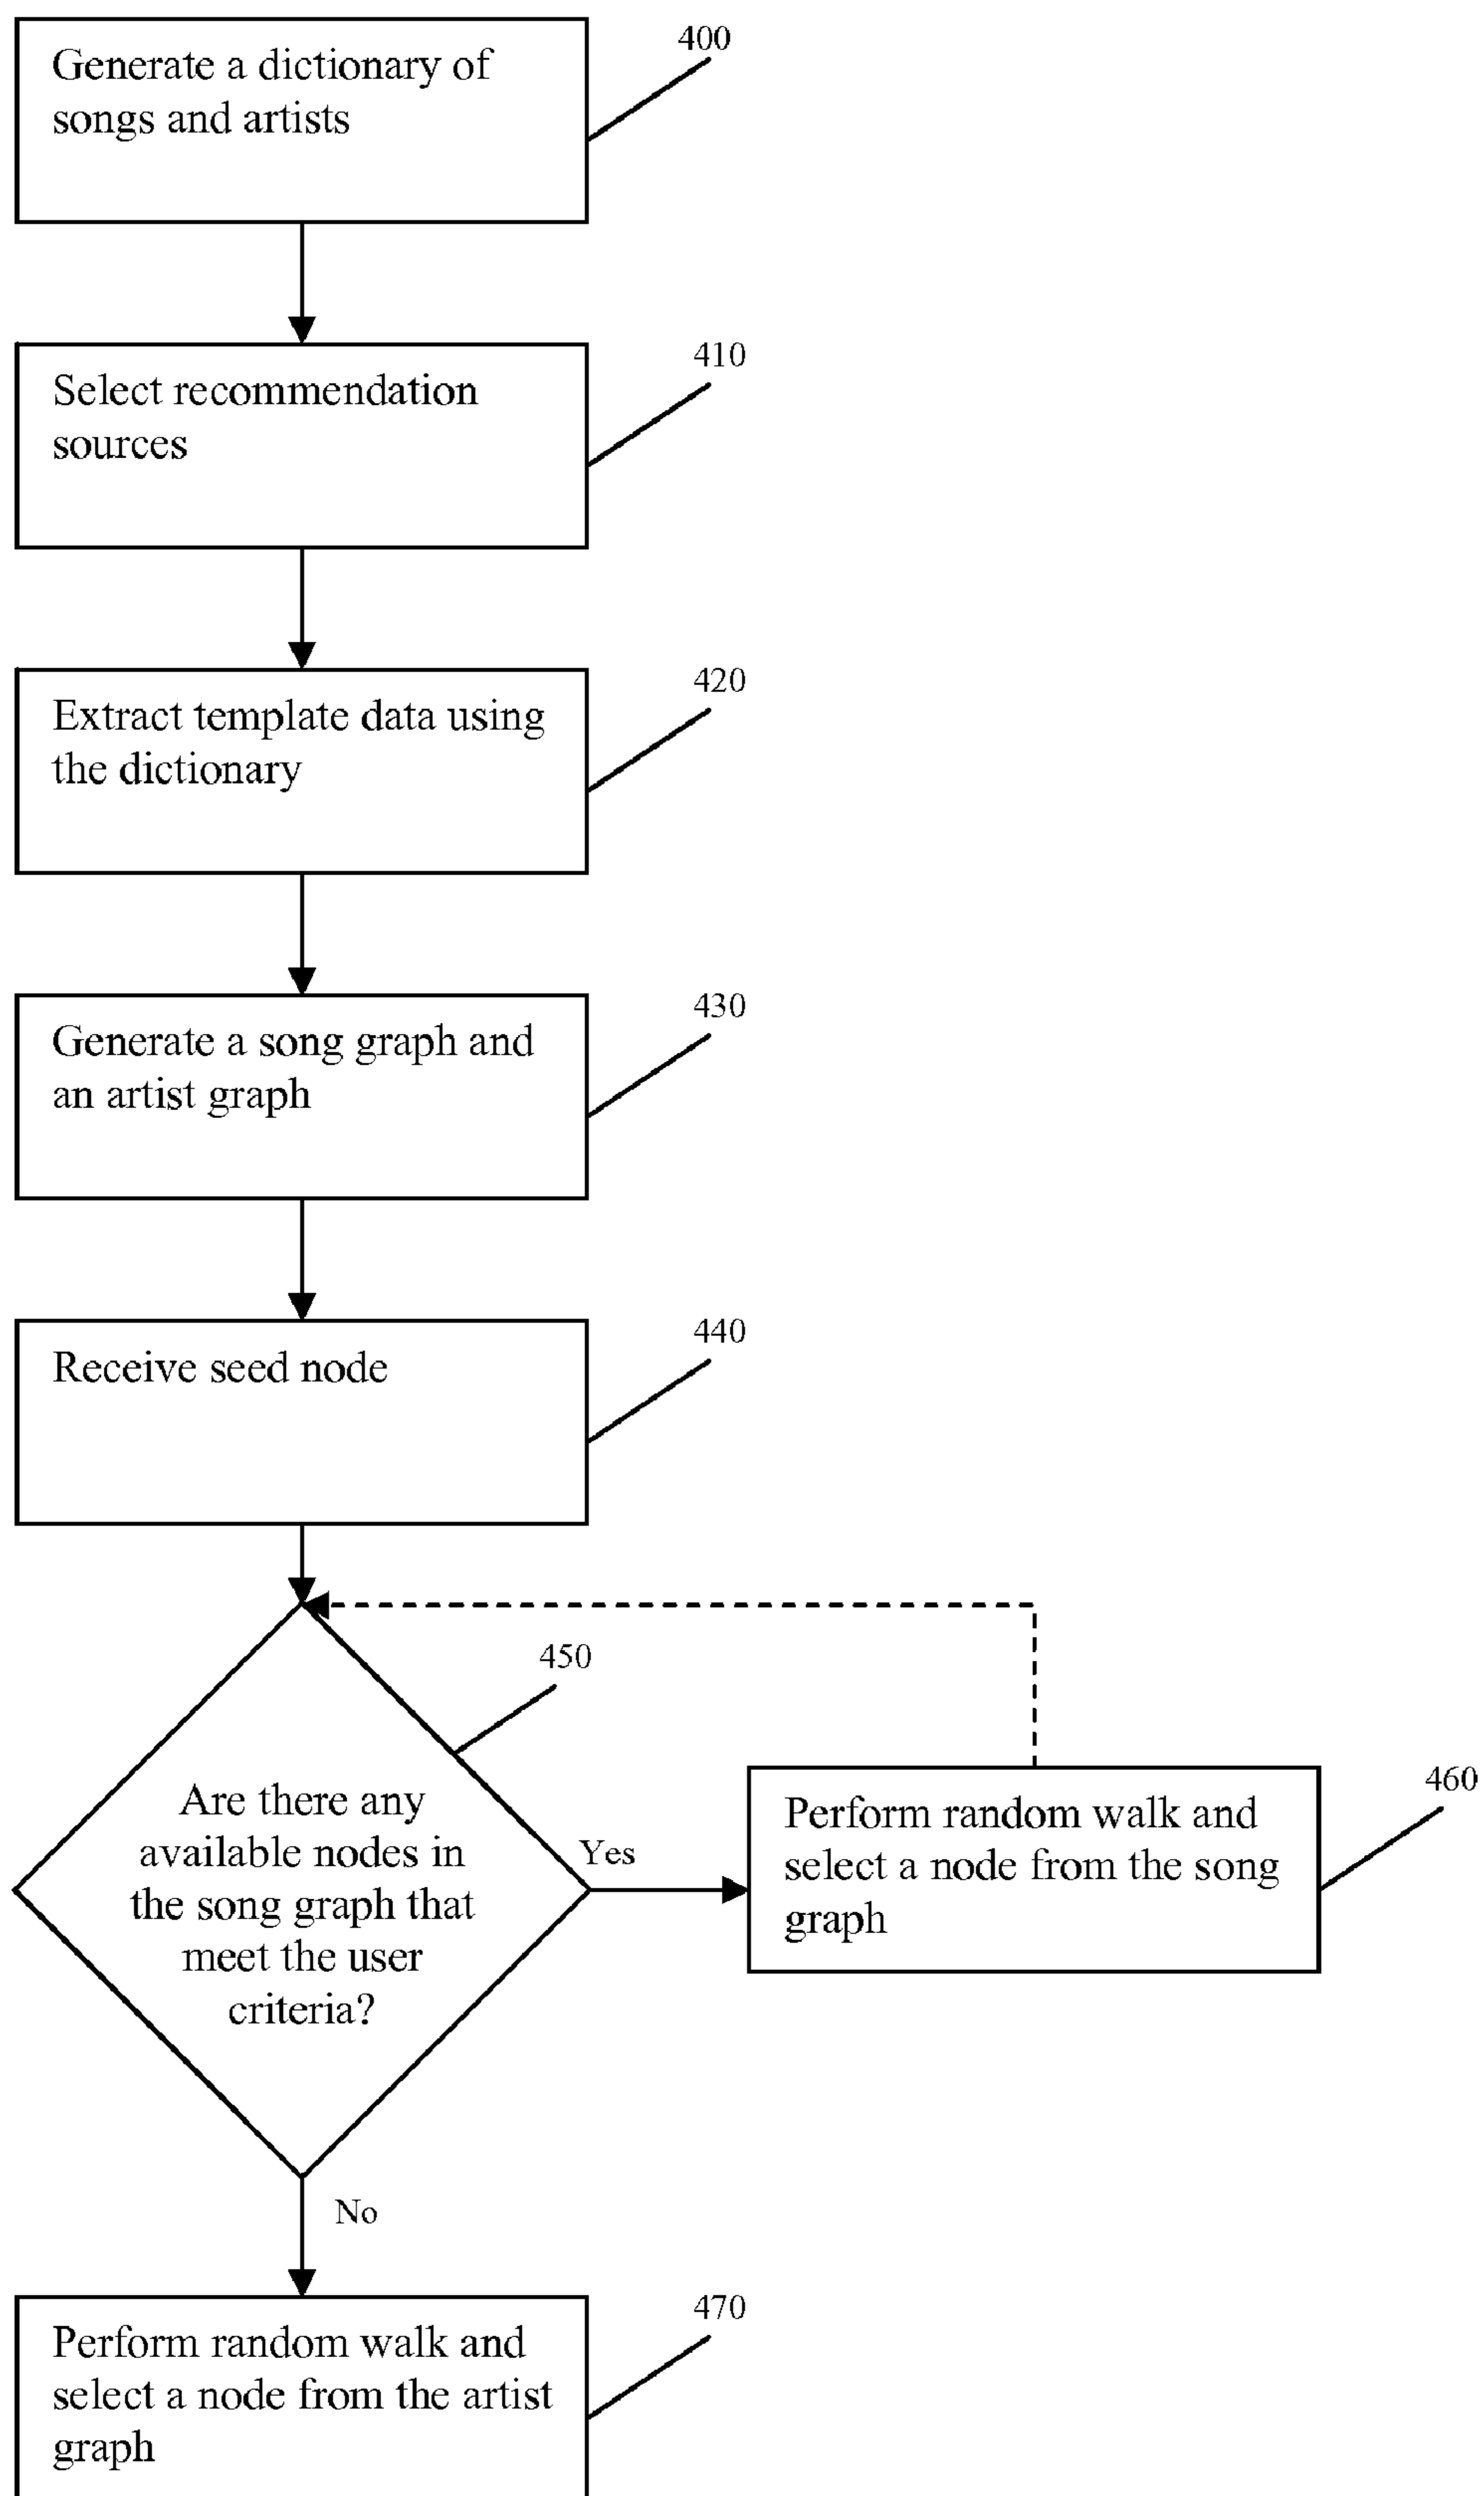 Generate a dictionary of
songs and artists
400
Select recommendation
sources
410
Extract template data using
the dictionary
420
Generate a song graph and
an artist graph
430
Receive seed node
440
450
Are there any
available nodes in
the song graph that
meet the user
criteria?
Yes
Perform random walk and
select a node from the song
graph
460
No
Perform random walk and
select a node from the artist
graph
470